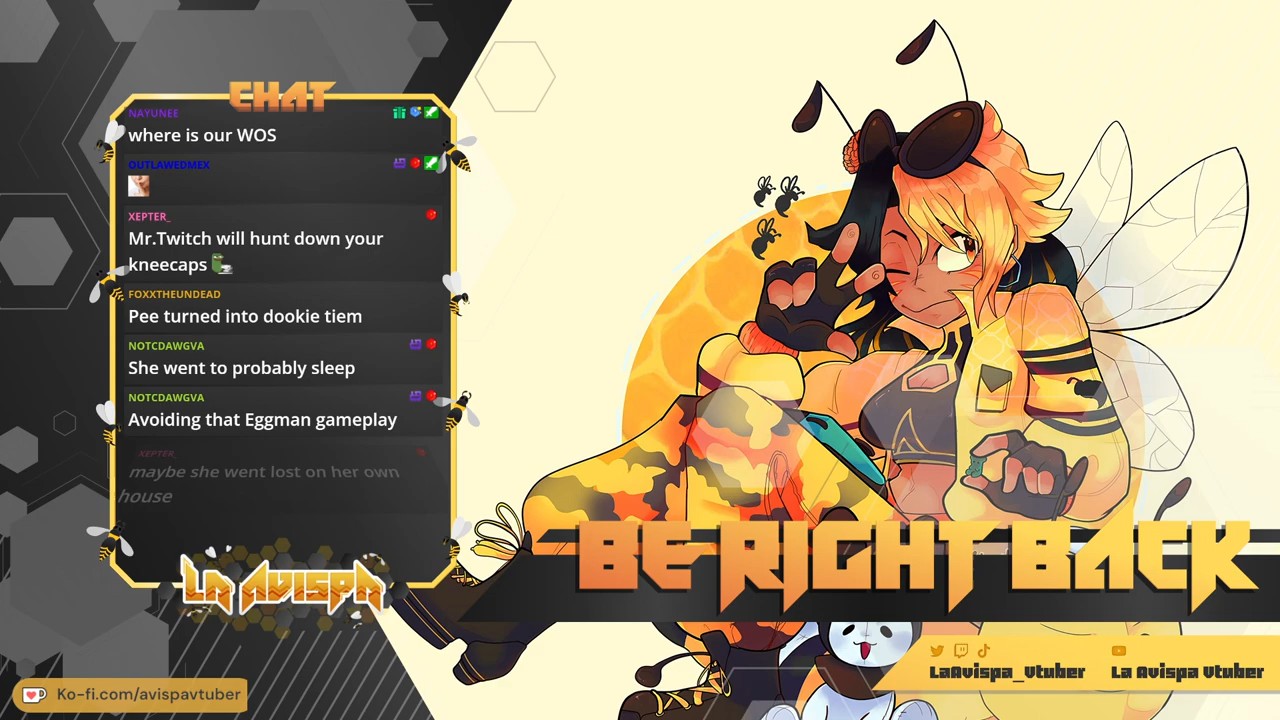 CHAT
NAYUNEE
where is our WOS
OUTLAWEDMEX
XEPTER_
Mr.Twitch will hunt down your
kneecaps
FOXXTHEUNDEAD
Pee turned into dookie tiem
NOTCDAWGVA
She went to probably sleep
NOTCDAWGVA
Avoiding that Eggman gameplay
XEPTER_
maybe she went lost on her own
house
LA AVISPA
Ko-fi.com/avispavtuber
BE RIGHT BACK
LaAvispa_Vtuber
La Avispa Vtuber